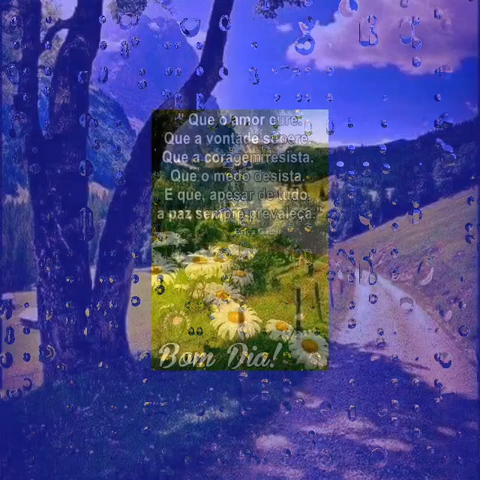 " Que o amor cure.
Que a vontade supere.
Que a coragem resista.
Que o medo desista.
E que, apesar de tudo,
a paz sempre prevaleça."
Bom Dia!